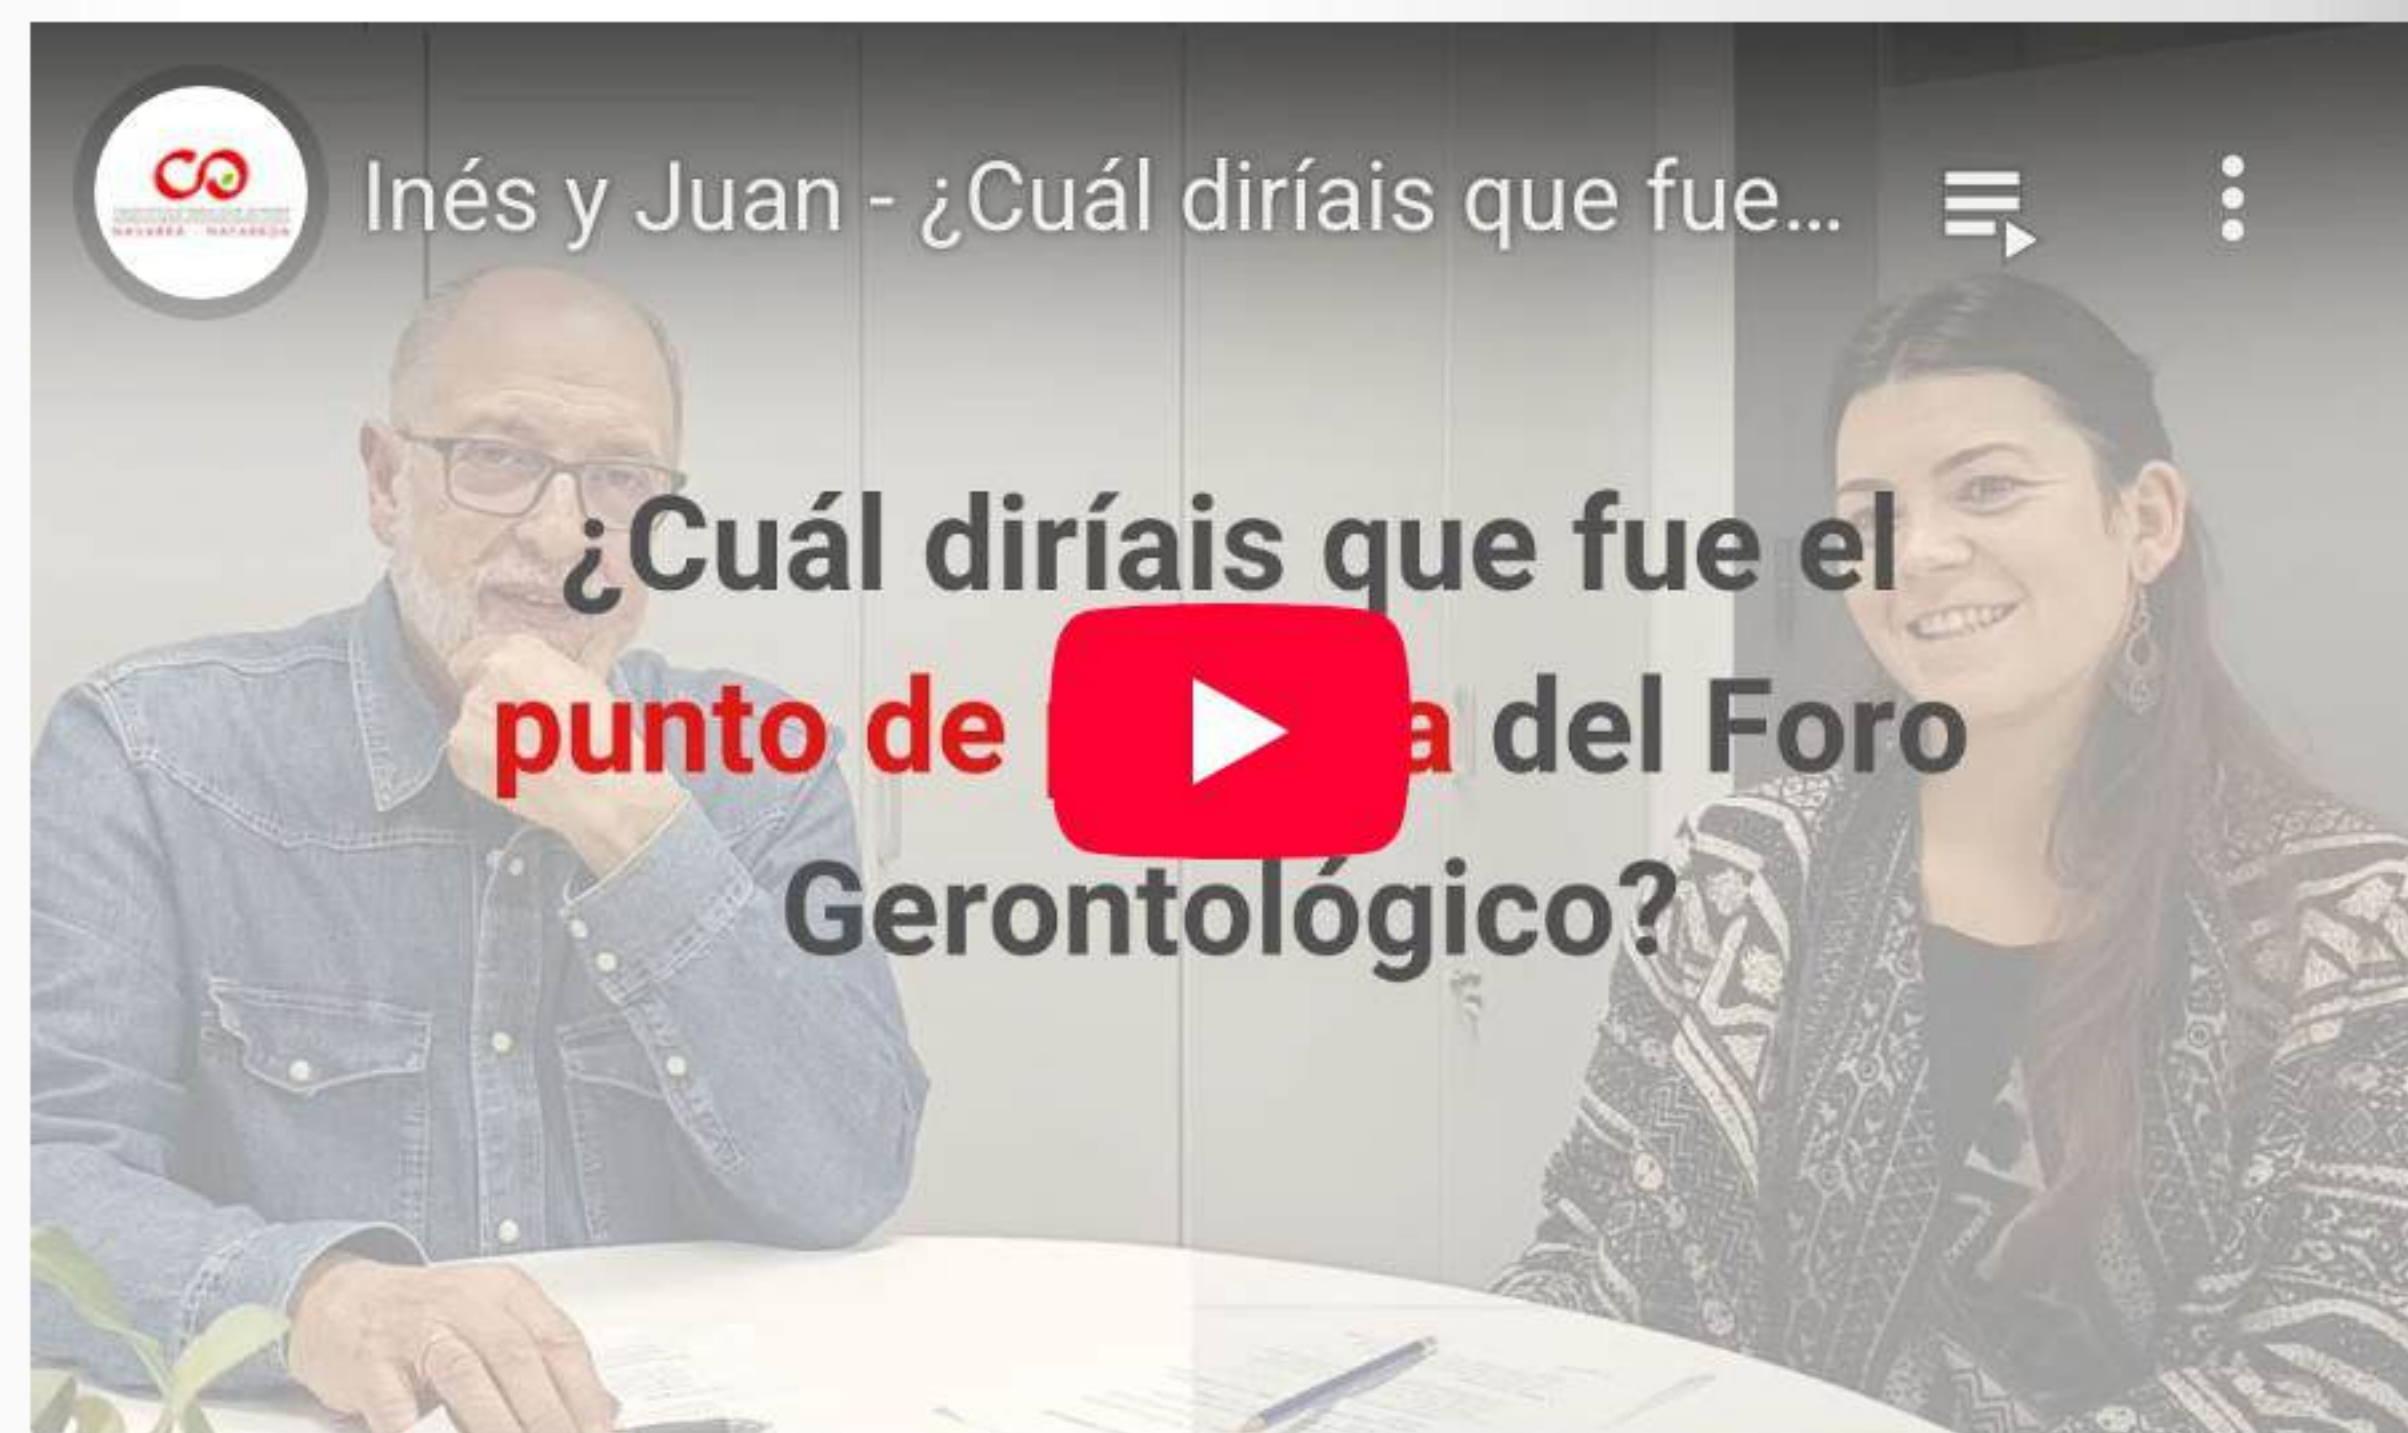 Inés y Juan - ¿Cuál diríais que fue...
¿Cuál diríais que fue el
punto de del Foro
Gerontológico?
NAVARRA - NAFARROA